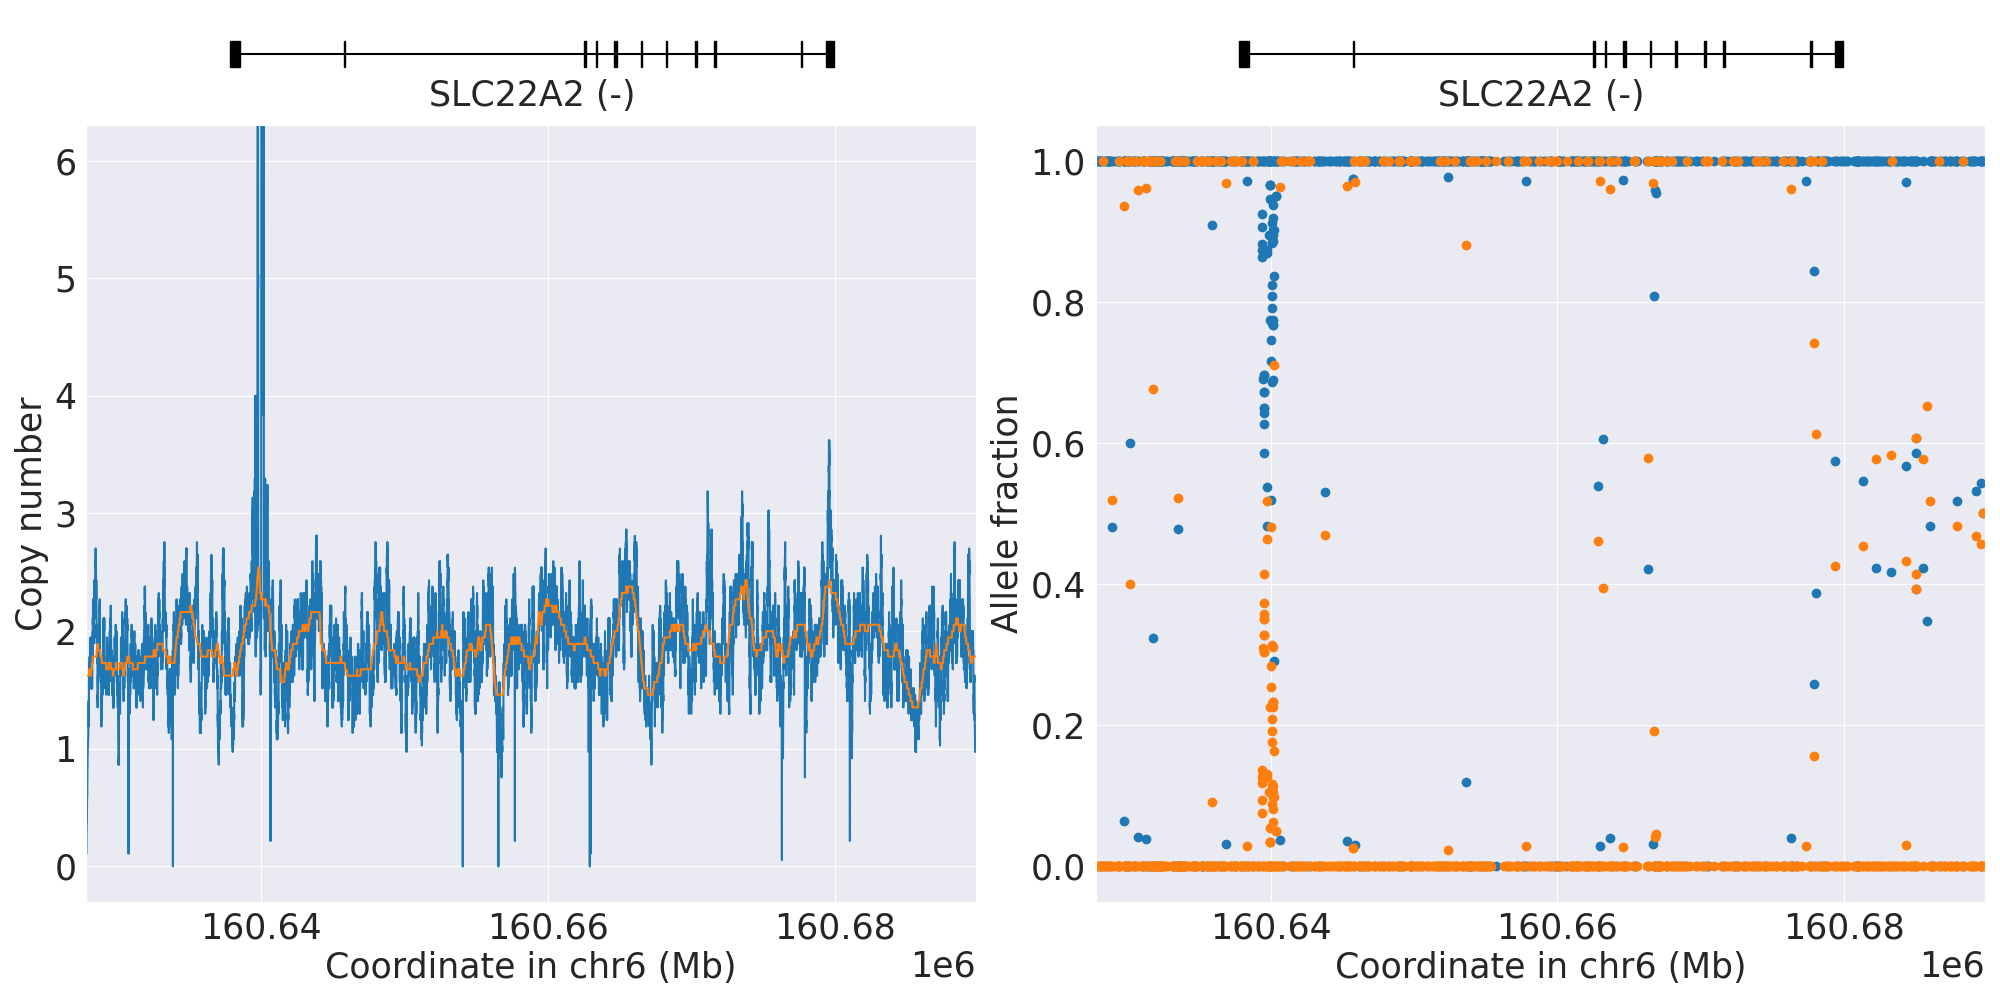 SLC22A2 (-)
6
5
4
3
2
1
0
Copy number
160.64 160.66 160.68
Coordinate in chr6 (Mb) 1e6
SLC22A2 (-)
1.0
0.8
0.6
0.4
0.2
0.0
Allele fraction
160.64 160.66 160.68
Coordinate in chr6 (Mb) 1e6